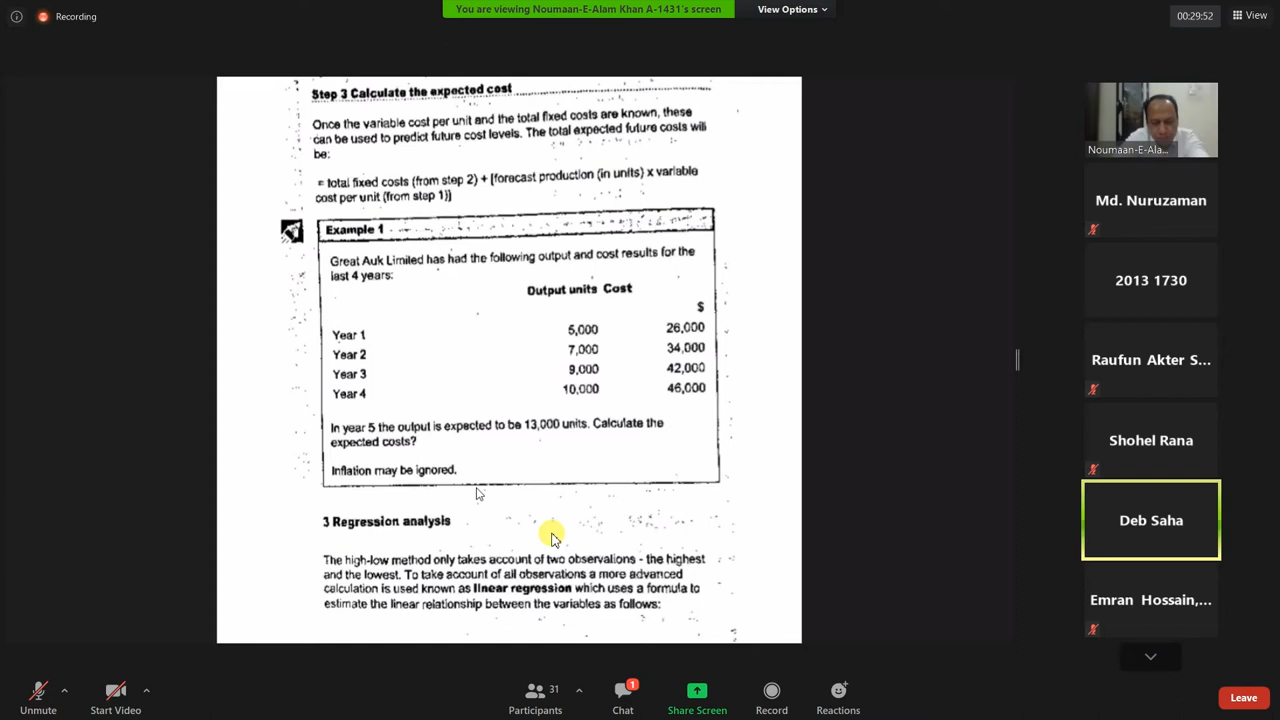 Recording
You are viewing Noumaan-E-Alam Khan A-1431's screen
View Options
00:29:52
View
Step 3 Calculate the expected cost
Once the variable cost per unit and the total fixed costs are known, these
can be used to predict future cost levels. The total expected future costs will
be:
= total fixed costs (from step 2) + [forecast production (in units) x variable
cost per unit (from step 1)]
Example 1
Great Auk Limited has had the following output and cost results for the
last 4 years:
Output units Cost
$
Year 1 5,000 26,000
Year 2 7,000 34,000
Year 3 9,000 42,000
Year 4 10,000 46,000
In year 5 the output is expected to be 13,000 units. Calculate the
expected costs?
Inflation may be ignored.
3 Regression analysis
The high-low method only takes account of two observations - the highest
and the lowest. To take account of all observations a more advanced
calculation is used known as linear regression which uses a formula to
estimate the linear relationship between the variables as follows:
Noumaan-E-Ala...
Md. Nuruzaman
2013 1730
Raufun Akter S...
Shohel Rana
Deb Saha
Emran Hossain,...
Unmute
Start Video
31
Participants
1
Chat
Share Screen
Record
Reactions
Leave